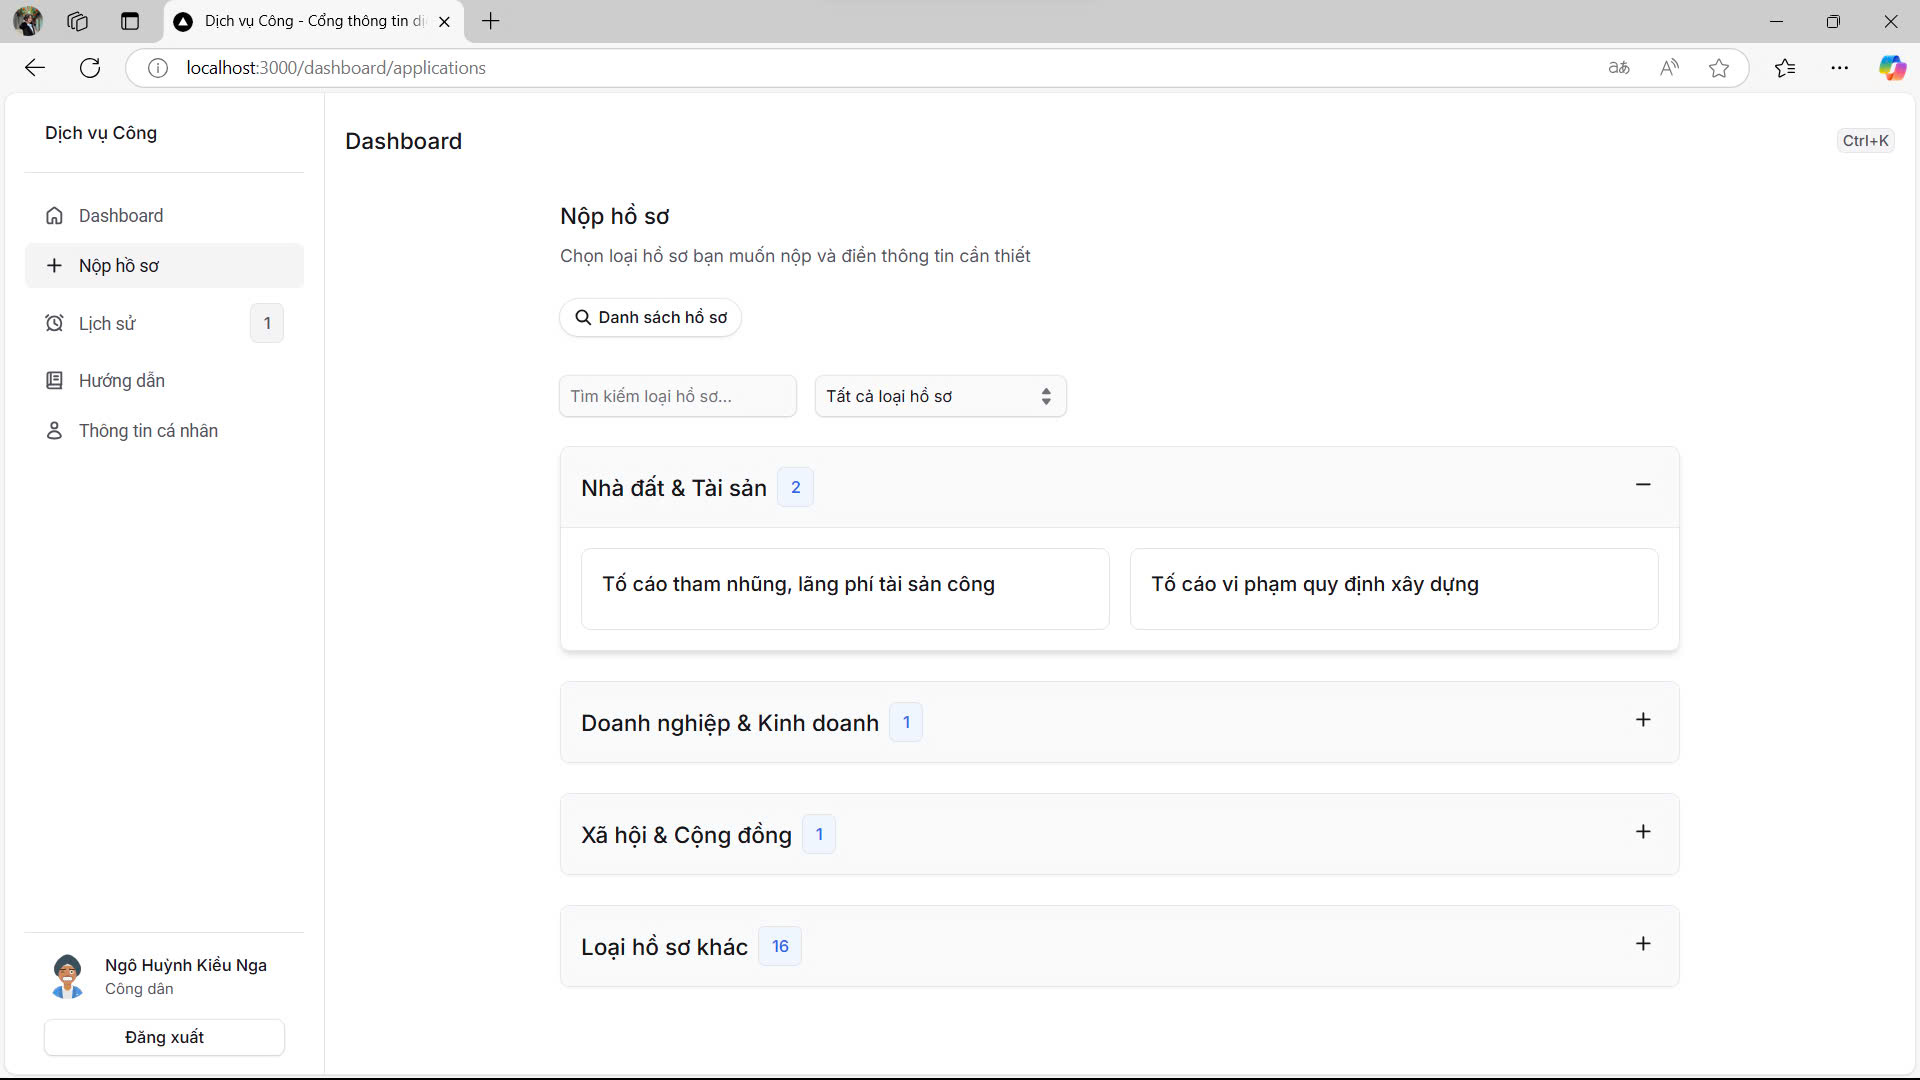 Dịch vụ Công - Cổng thông tin dị
localhost:3000/dashboard/applications
Dịch vụ Công
Dashboard
Nộp hồ sơ
Lịch sử
1
Hướng dẫn
Thông tin cá nhân
Ngô Huỳnh Kiều Nga
Công dân
Đăng xuất
Dashboard
Ctrl+K
Nộp hồ sơ
Chọn loại hồ sơ bạn muốn nộp và điền thông tin cần thiết
Danh sách hồ sơ
Tìm kiếm loại hồ sơ...
Tất cả loại hồ sơ
Nhà đất & Tài sản 2
Tố cáo tham nhũng, lãng phí tài sản công
Tố cáo vi phạm quy định xây dựng
Doanh nghiệp & Kinh doanh 1
Xã hội & Cộng đồng 1
Loại hồ sơ khác 16